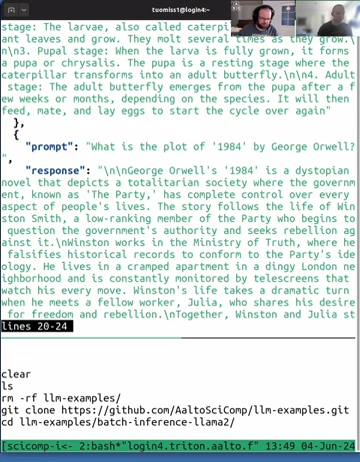 tuomiss1@login4:~
stage: The larvae, also called caterpi
ant leaves and grow. They molt several times as they grow.\
n\n3. Pupal stage: When the larva is fully grown, it forms
a pupa or chrysalis. The pupa is a resting stage where the
caterpillar transforms into an adult butterfly.\n\n4. Adult
stage: The adult butterfly emerges from the pupa after a f
ew weeks or months, depending on the species. It will then
feed, mate, and lay eggs to start the cycle over again"
},
{
"prompt": "What is the plot of '1984' by George Orwell?
",
"response": "\n\nGeorge Orwell's '1984' is a dystopian
novel that depicts a totalitarian society where the governm
ent, known as 'The Party,' has complete control over every
aspect of people's lives. The story follows the life of Win
ston Smith, a low-ranking member of the Party who begins to
question the government's authority and seeks rebellion ag
ainst it.\nWinston works in the Ministry of Truth, where he
falsifies historical records to conform to the Party's ide
ology. He lives in a cramped apartment in a dingy London ne
ighborhood and is constantly monitored by telescreens that
watch his every move. Winston's life takes a dramatic turn
when he meets a fellow worker, Julia, who shares his desire
for freedom and rebellion.\nTogether, Winston and Julia st
lines 20-24
clear
ls
rm -rf llm-examples/
git clone https://github.com/AaltoSciComp/llm-examples.git
cd llm-examples/batch-inference-llama2/
[scicomp-i<- 2:bash*"login4.triton.aalto.f" 13:49 04-Jun-24